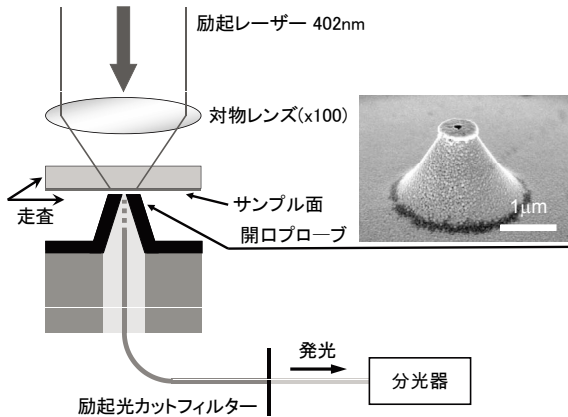 励起レーザー 402nm
対物レンズ(x100)
サンプル面
走査
開口プローブ
1μm
発光
分光器
励起光カットフィルター